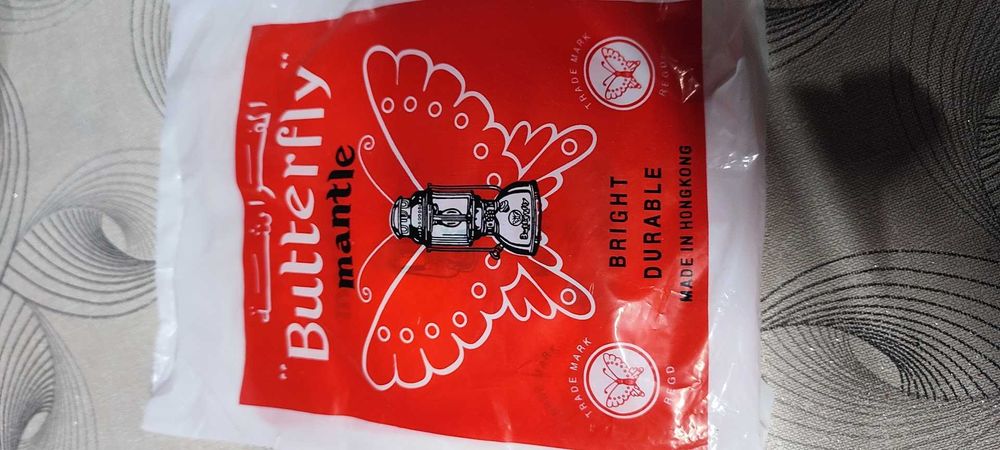 الفراشة
"Butterfly"
mantle
BRIGHT
DURABLE
MADE IN HONGKONG
TRADE MARK
REGD
TRADE MARK
REGD